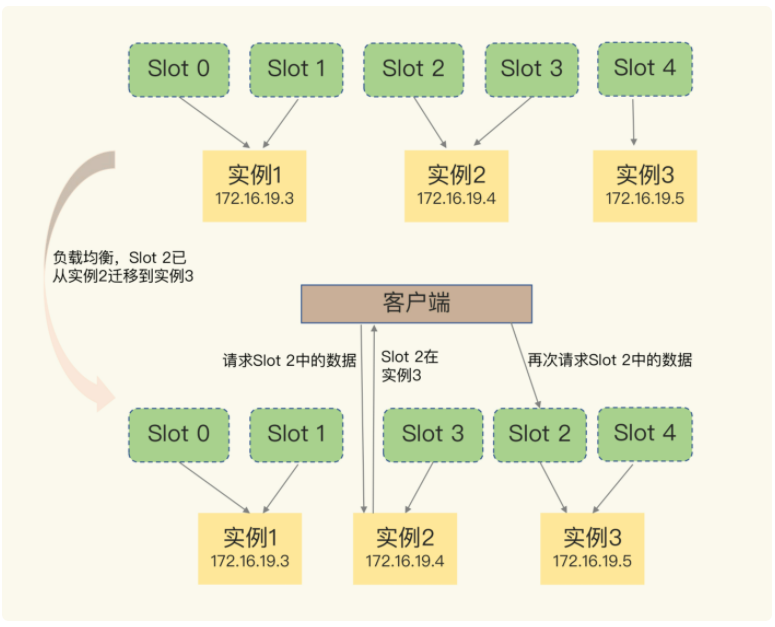 Slot 0
Slot 1
Slot 2
Slot 3
Slot 4
实例1
172.16.19.3
实例2
172.16.19.4
实例3
172.16.19.5
负载均衡，Slot 2已
从实例2迁移到实例3
客户端
请求Slot 2中的数据
Slot 2在
实例3
再次请求Slot 2中的数据
Slot 0
Slot 1
Slot 3
Slot 2
Slot 4
实例1
172.16.19.3
实例2
172.16.19.4
实例3
172.16.19.5